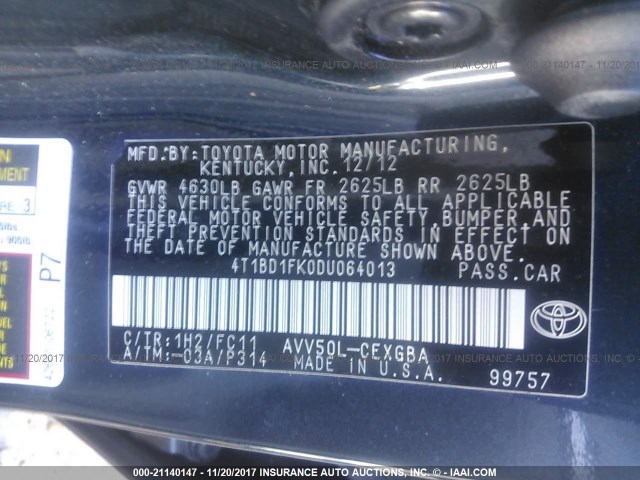 MFD.BY:TOYOTA MOTOR MANUFACTURING,
KENTUCKY, INC. 12/12
GVWR 4630LB GAWR FR 2625LB RR 2625LB
THIS VEHICLE CONFORMS TO ALL APPLICABLE
FEDERAL MOTOR VEHICLE SAFETY, BUMPER, AND
THEFT PREVENTION STANDARDS IN EFFECT ON
THE DATE OF MANUFACTURE SHOWN ABOVE.
4T1BD1FK0DU064013 PASS.CAR
C/TR:1H2/FC11 AVV50L-CEXGBA
A/TM:-03A/P314 MADE IN U.S.A. 99757
P7
000-21140147 - 11/20/2017 INSURANCE AUTO AUCTIONS - © - IAAI.COM